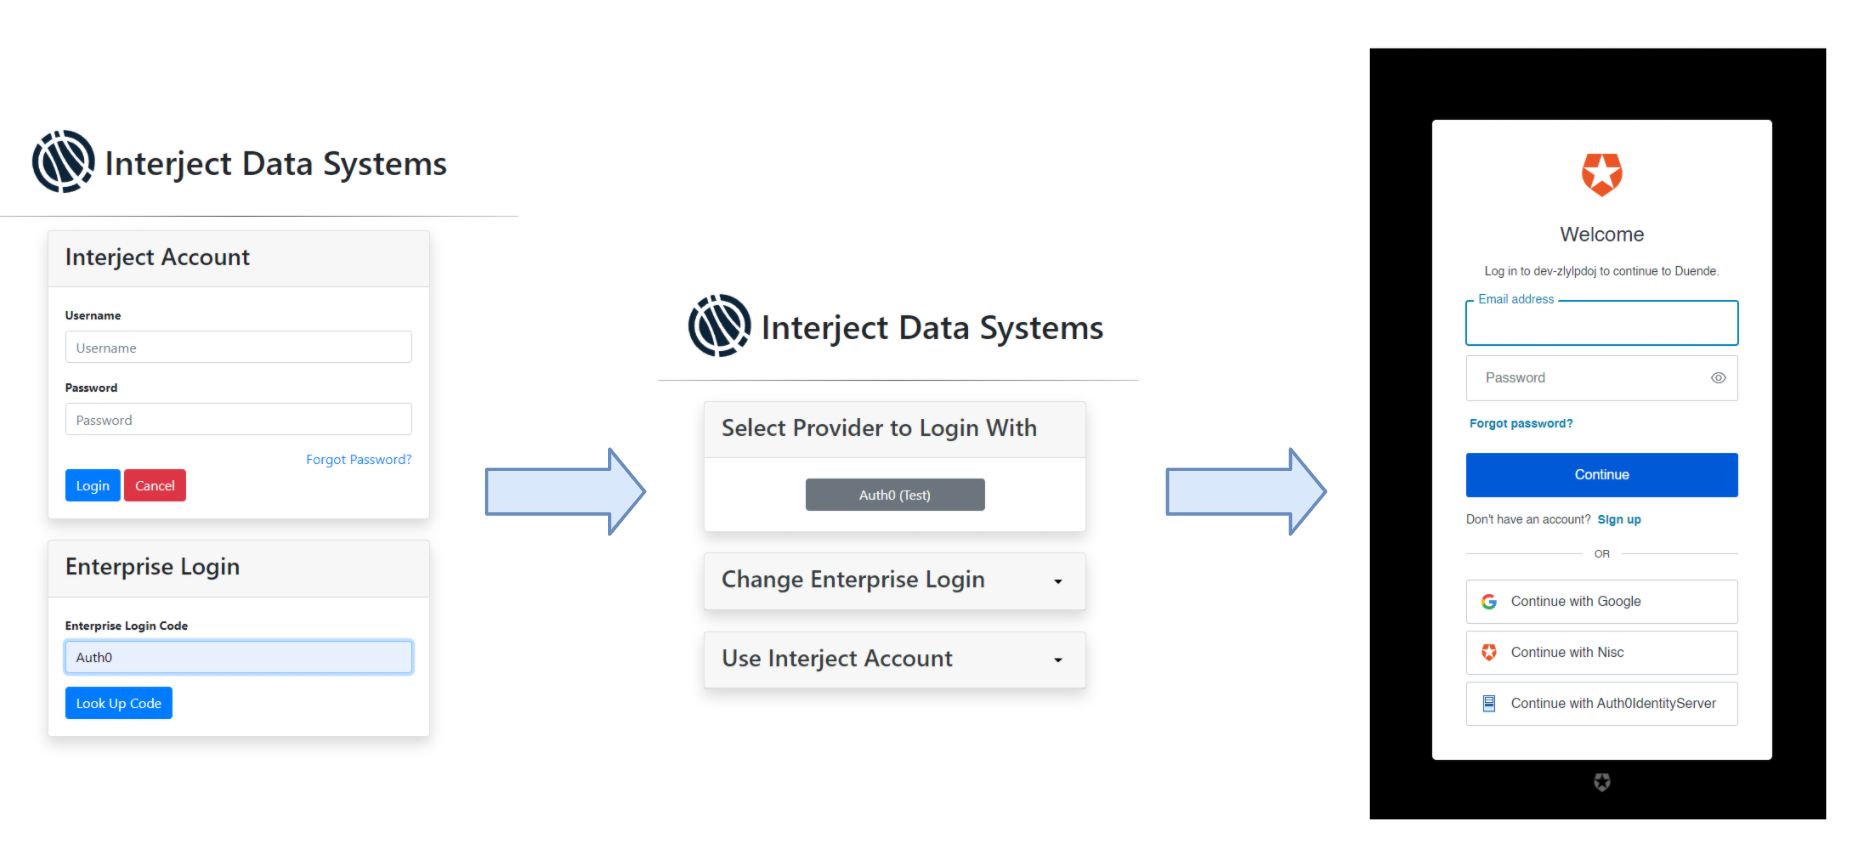 Interject Data Systems
Interject Account
Username
Username
Password
Password
Forgot Password?
Login Cancel
Enterprise Login
Enterprise Login Code
Auth0
Look Up Code
Interject Data Systems
Select Provider to Login With
Auth0 (Test)
Change Enterprise Login
Use Interject Account
Welcome
Log in to dev-zlylpdoj to continue to Duende.
Email address
Password
Forgot password?
Continue
Don't have an account? Sign up
OR
Continue with Google
Continue with Nisc
Continue with Auth0IdentityServer